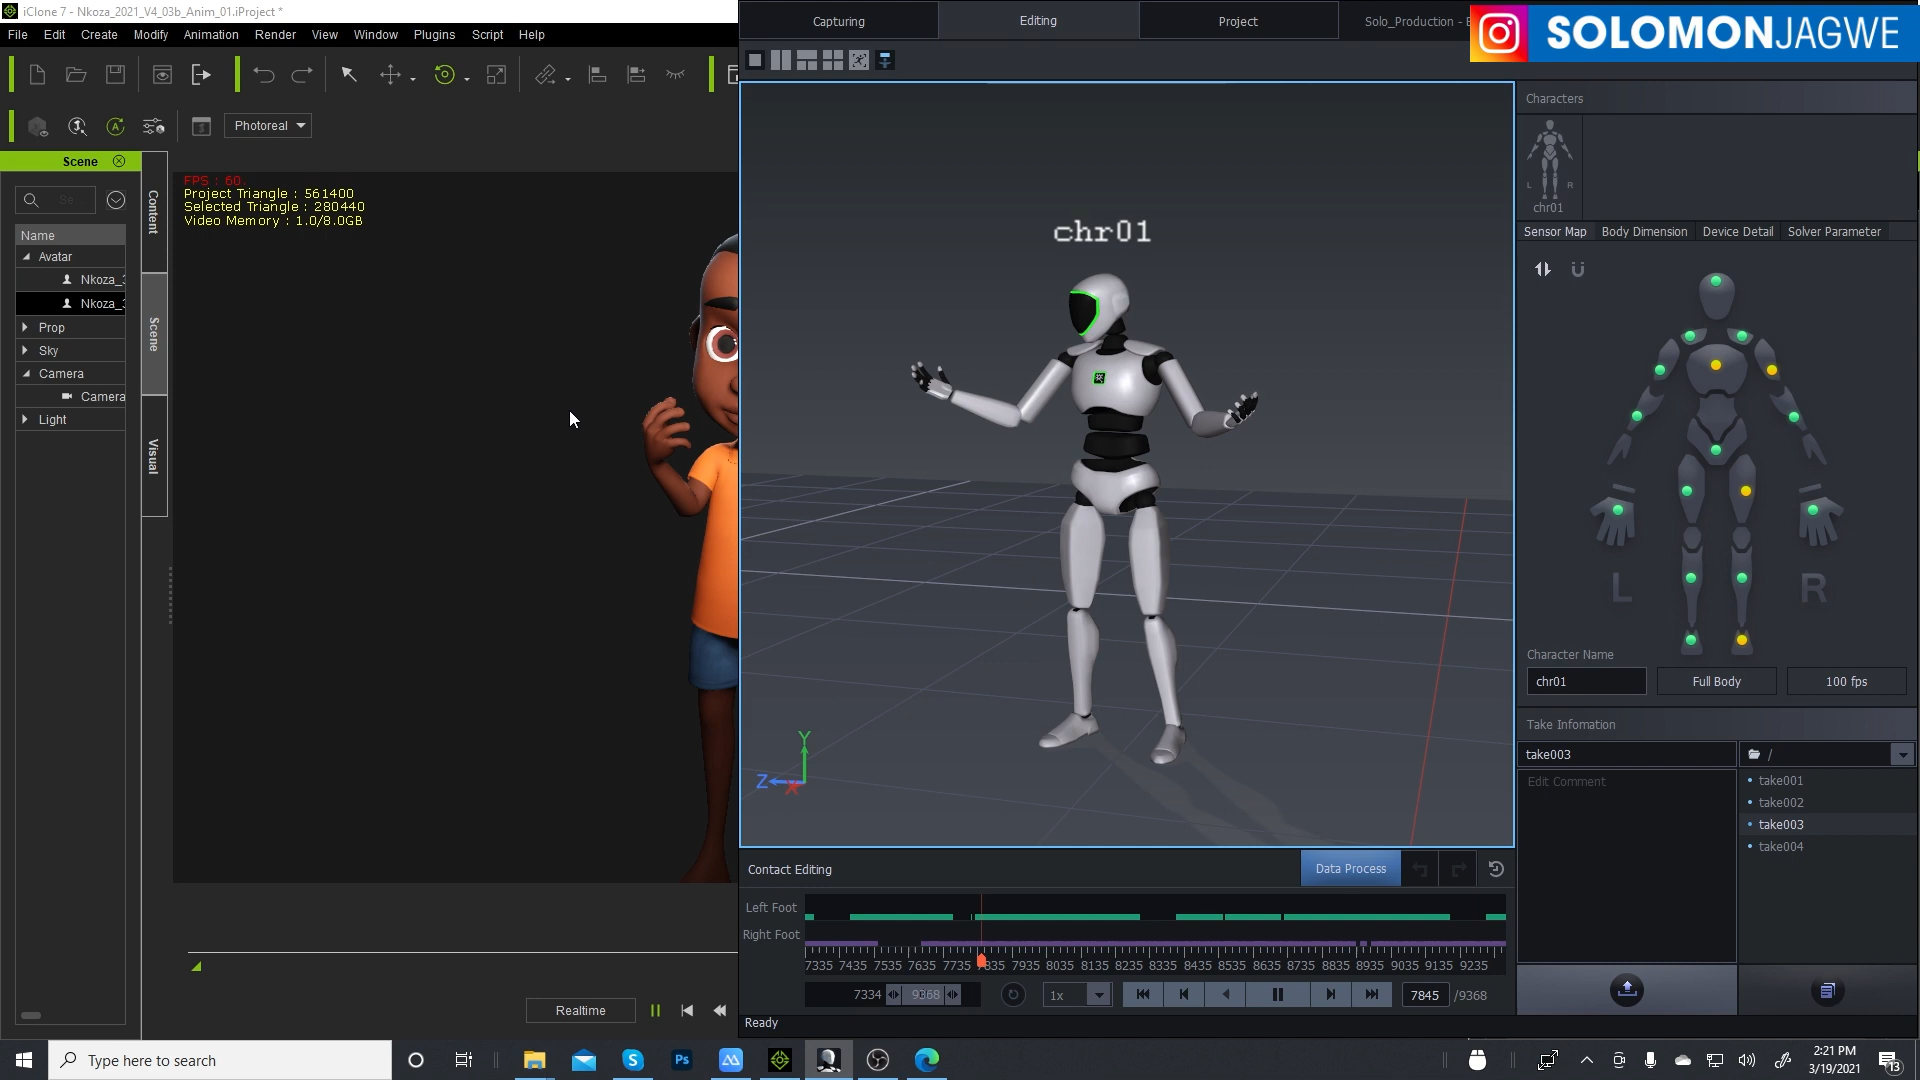 iClone 7 - Nkoza_2021_V4_03b_Anim_01.iProject *
File Edit Create Modify Animation Render View Window Plugins Script Help
Capturing Editing Project Solo_Production -
SOLOMONJAGWE
Photoreal
Scene
Content
Scene
Visual
Name
Avatar
Nkoza_
Nkoza_
Prop
Sky
Camera
Camera
Light
FPS : 60
Project Triangle : 561400
Selected Triangle : 280440
Video Memory : 1.0/8.0GB
Realtime
chr01
Y
Z
X
Characters
L R
chr01
Sensor Map Body Dimension Device Detail Solver Parameter
L R
Character Name
chr01 Full Body 100 fps
Take Infomation
take003 /
Edit Comment
take001
take002
take003
take004
Contact Editing Data Process
Left Foot
Right Foot
7335 7435 7535 7635 7735 7835 7935 8035 8135 8235 8335 8435 8535 8635 8735 8835 8935 9035 9135 9235
7334 9368 1x 7845 /9368
Ready
Type here to search
Ps
2:21 PM
3/19/2021
13